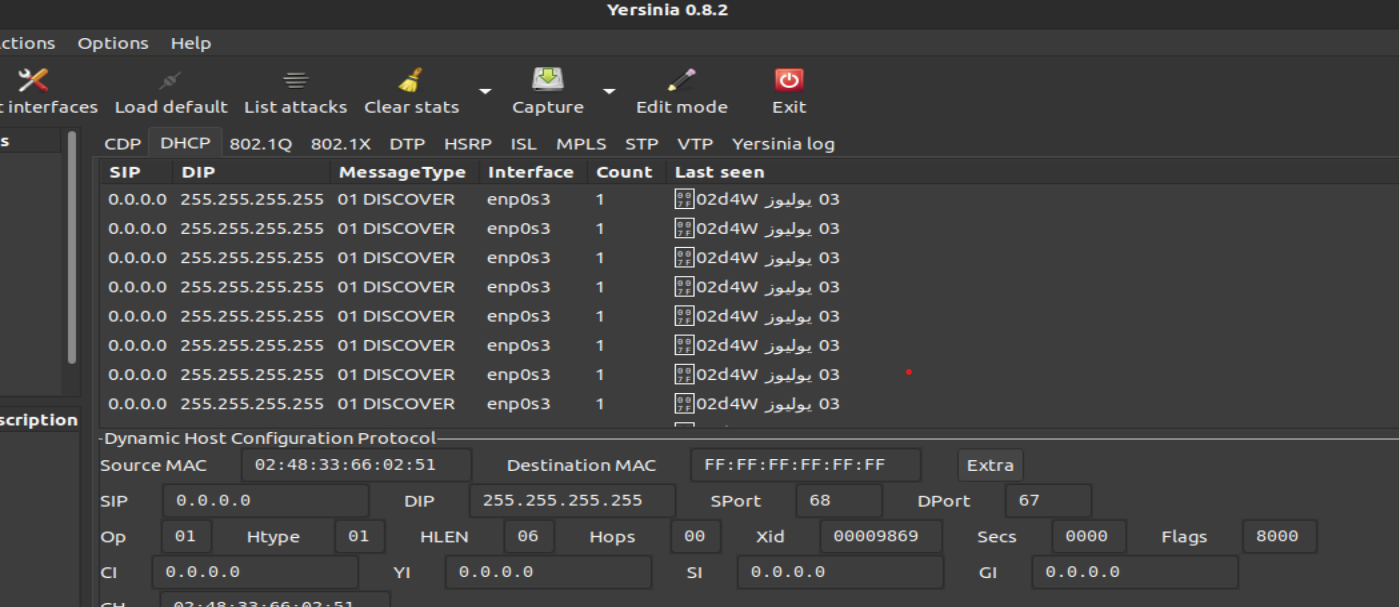 Yersinia 0.8.2
ctions Options Help
t interfaces Load default List attacks Clear stats Capture Edit mode Exit
s CDP DHCP 802.1Q 802.1X DTP HSRP ISL MPLS STP VTP Yersinia log
SIP DIP MessageType Interface Count Last seen
0.0.0.0 255.255.255.255 01 DISCOVER enp0s3 1 02d4W يوليوز 03
0.0.0.0 255.255.255.255 01 DISCOVER enp0s3 1 02d4W يوليوز 03
0.0.0.0 255.255.255.255 01 DISCOVER enp0s3 1 02d4W يوليوز 03
0.0.0.0 255.255.255.255 01 DISCOVER enp0s3 1 02d4W يوليوز 03
0.0.0.0 255.255.255.255 01 DISCOVER enp0s3 1 02d4W يوليوز 03
0.0.0.0 255.255.255.255 01 DISCOVER enp0s3 1 02d4W يوليوز 03
0.0.0.0 255.255.255.255 01 DISCOVER enp0s3 1 02d4W يوليوز 03
0.0.0.0 255.255.255.255 01 DISCOVER enp0s3 1 02d4W يوليوز 03
scription
Dynamic Host Configuration Protocol
Source MAC 02:48:33:66:02:51 Destination MAC FF:FF:FF:FF:FF:FF Extra
SIP 0.0.0.0 DIP 255.255.255.255 SPort 68 DPort 67
Op 01 Htype 01 HLEN 06 Hops 00 Xid 00009869 Secs 0000 Flags 8000
CI 0.0.0.0 YI 0.0.0.0 SI 0.0.0.0 GI 0.0.0.0
CH 02:48:33:66:02:51